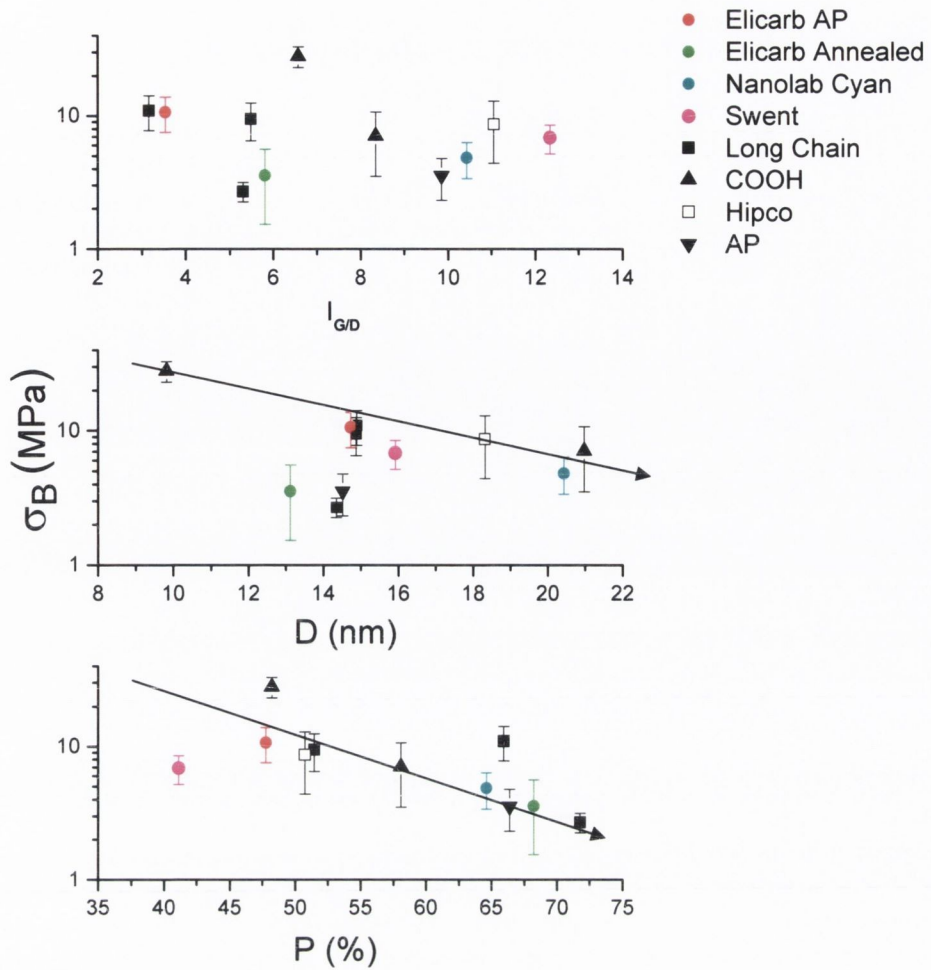 Elicarb AP
Elicarb Annealed
Nanolab Cyan
Swent
Long Chain
COOH
Hipco
AP
10
1
2 4 6 8 10 12 14
I_G/D
σ_B (MPa)
10
1
8 10 12 14 16 18 20 22
D (nm)
10
1
35 40 45 50 55 60 65 70 75
P (%)